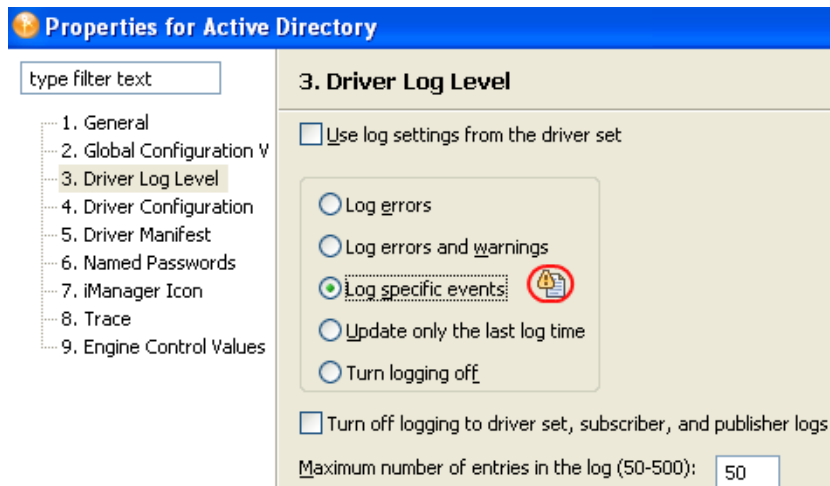 Properties for Active Directory
type filter text
1. General
2. Global Configuration V
3. Driver Log Level
4. Driver Configuration
5. Driver Manifest
6. Named Passwords
7. iManager Icon
8. Trace
9. Engine Control Values
3. Driver Log Level
Use log settings from the driver set
Log errors
Log errors and warnings
Log specific events
Update only the last log time
Turn logging off
Turn off logging to driver set, subscriber, and publisher logs
Maximum number of entries in the log (50-500): 50